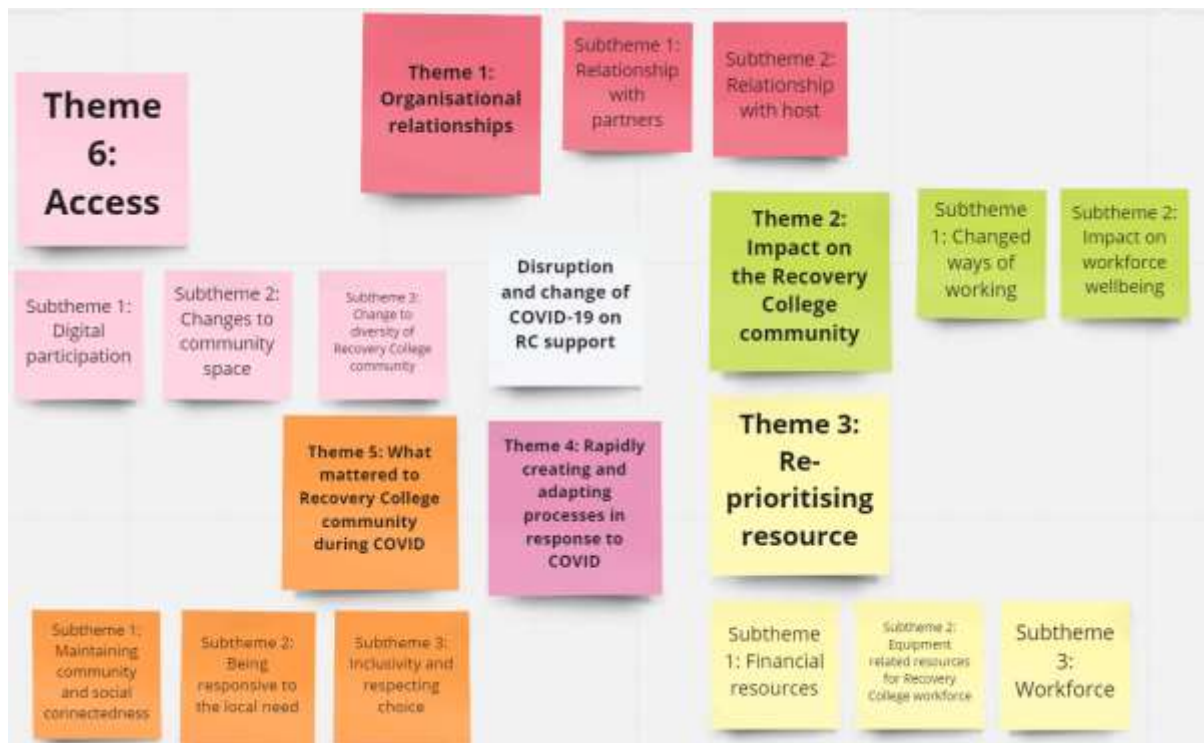 Theme 1:
Organisational
relationships
Subtheme 1:
Relationship
with
partners
Subtheme 2:
Relationship
with host
Theme
6:
Access
Subtheme 1:
Digital
participation
Subtheme 2:
Changes to
community
space
Subtheme 3:
Change to
diversity of
Recovery College
community
Disruption
and change of
COVID-19 on
RC support
Theme 2:
Impact on
the Recovery
College
community
Subtheme
1: Changed
ways of
working
Subtheme 2:
Impact on
workforce
wellbeing
Theme 5: What
mattered to
Recovery College
community
during COVID
Theme 4: Rapidly
creating and
adapting
processes in
response to
COVID
Theme 3:
Re-
prioritising
resource
Subtheme 1:
Maintaining
community
and social
connectedness
Subtheme 2:
Being
responsive to
the local need
Subtheme 3:
Inclusivity and
respecting
choice
Subtheme
1: Financial
resources
Subtheme 2:
Equipment
related resources
for Recovery
College workforce
Subtheme
3:
Workforce